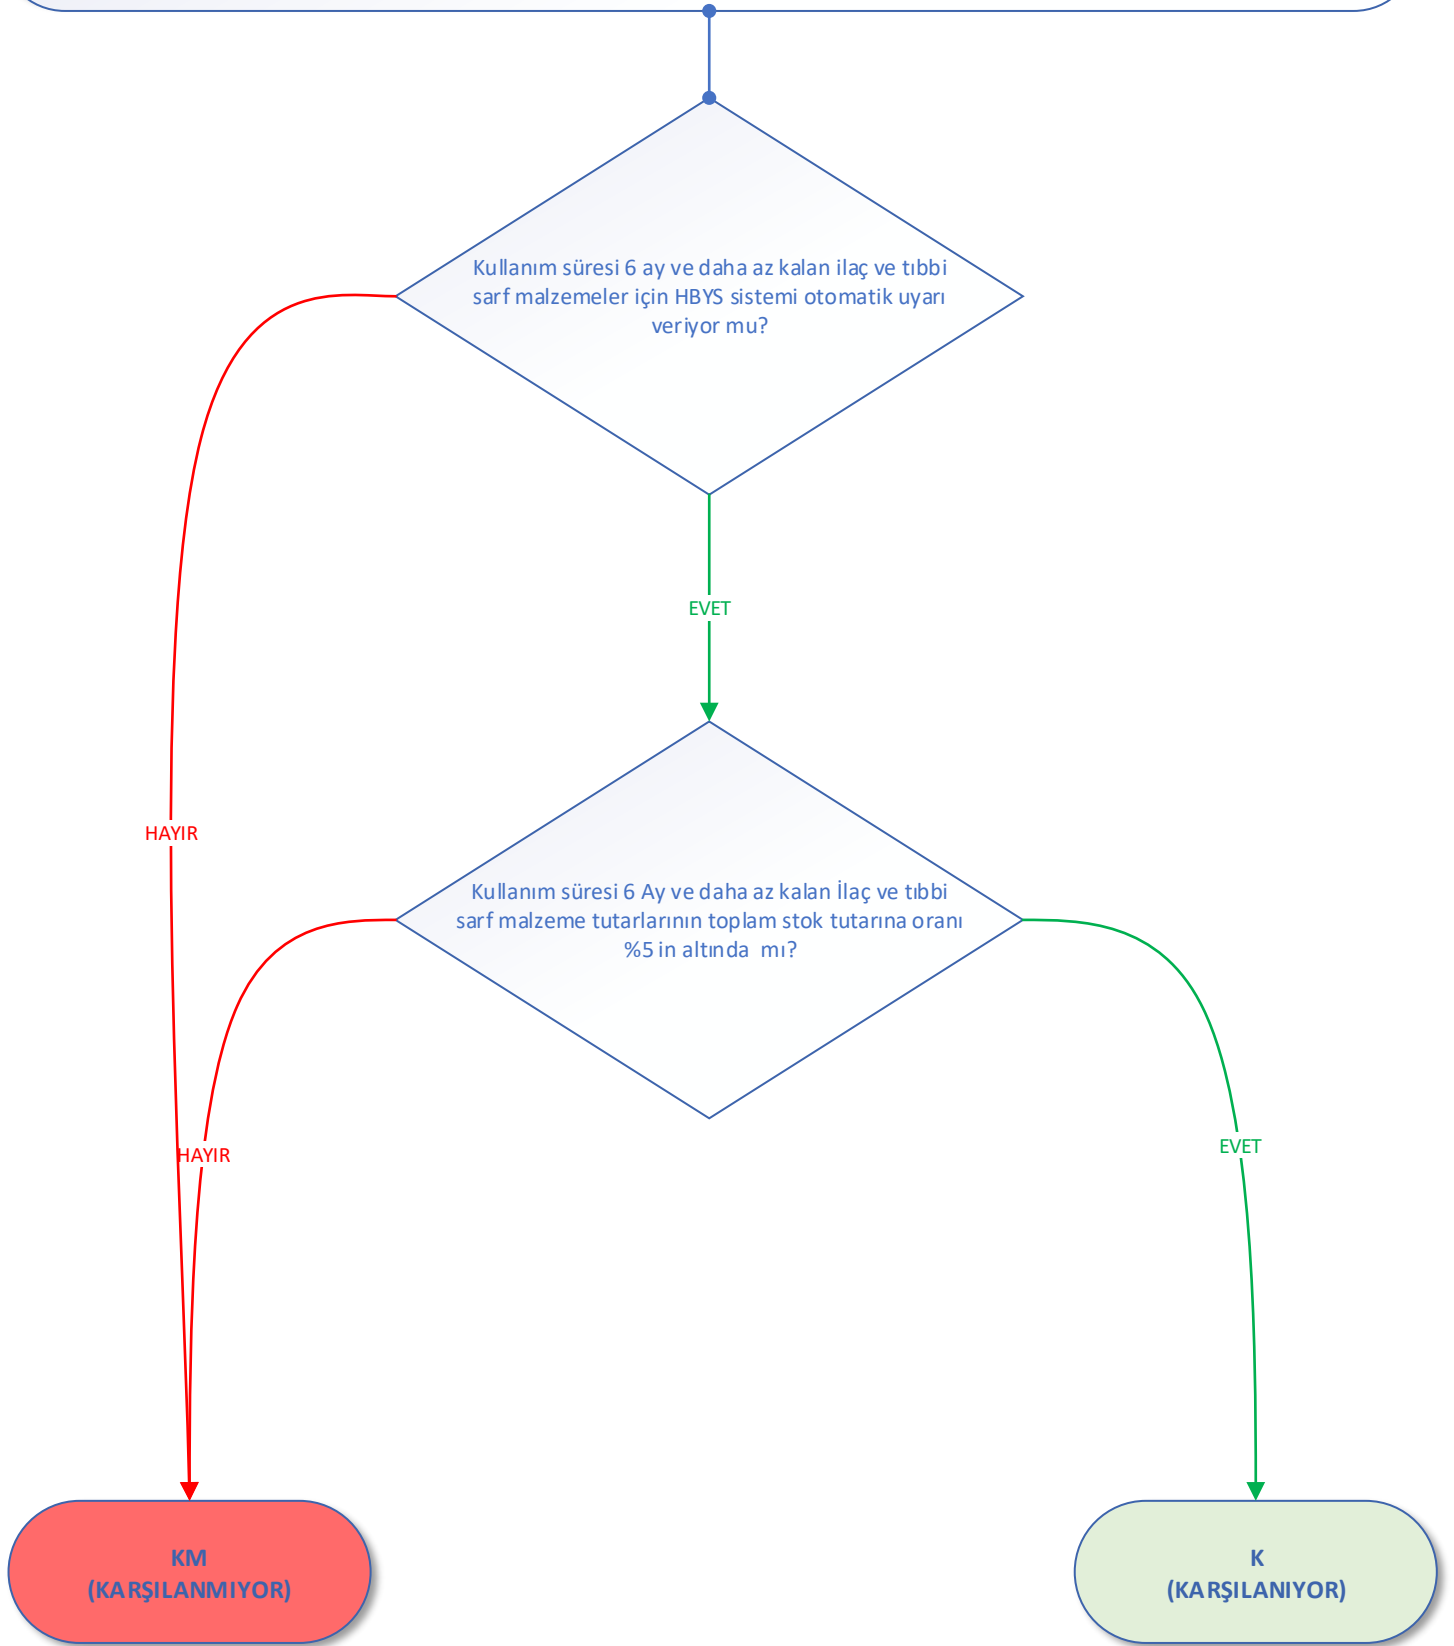 Kullanım süresi 6 ay ve daha az kalan ilaç ve tıbbi
sarf malzemeler için HBYS sistemi otomatik uyarı
veriyor mu?
EVET
HAYIR
Kullanım süresi 6 Ay ve daha az kalan İlaç ve tıbbi
sarf malzeme tutarlarının toplam stok tutarına oranı
%5 in altında mı?
HAYIR
EVET
KM
(KARŞILANMIYOR)
K
(KARŞILANIYOR)